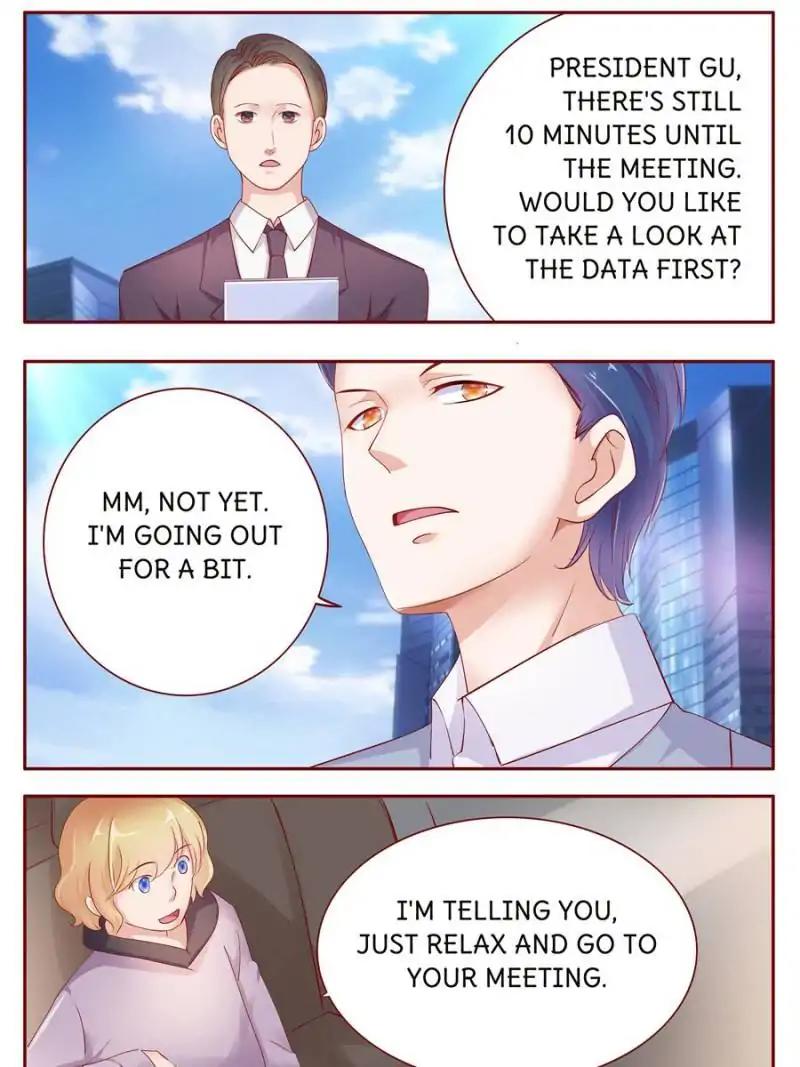 PRESIDENT GU,
THERE'S STILL
10 MINUTES UNTIL
THE MEETING.
WOULD YOU LIKE
TO TAKE A LOOK AT
THE DATA FIRST?
MM, NOT YET.
I'M GOING OUT
FOR A BIT.
I'M TELLING YOU,
JUST RELAX AND GO TO
YOUR MEETING.